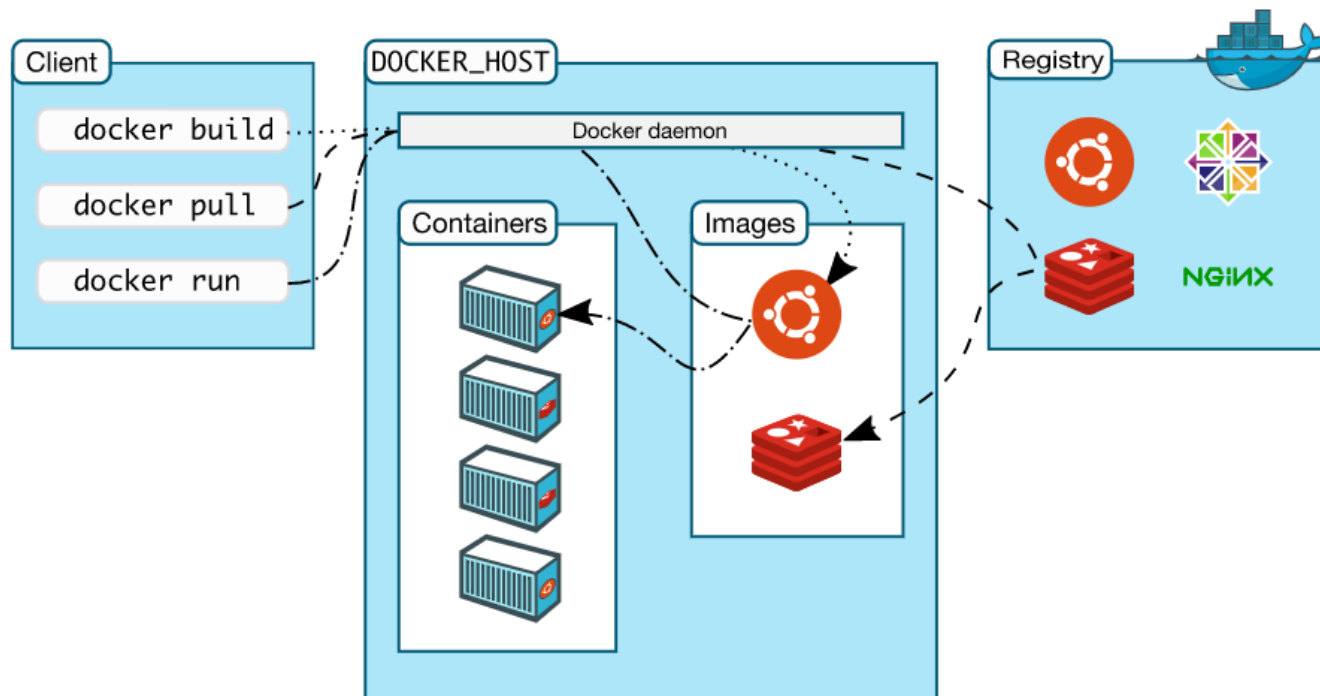 Client
docker build
docker pull
docker run
DOCKER_HOST
Docker daemon
Containers
Images
Registry
NGINX